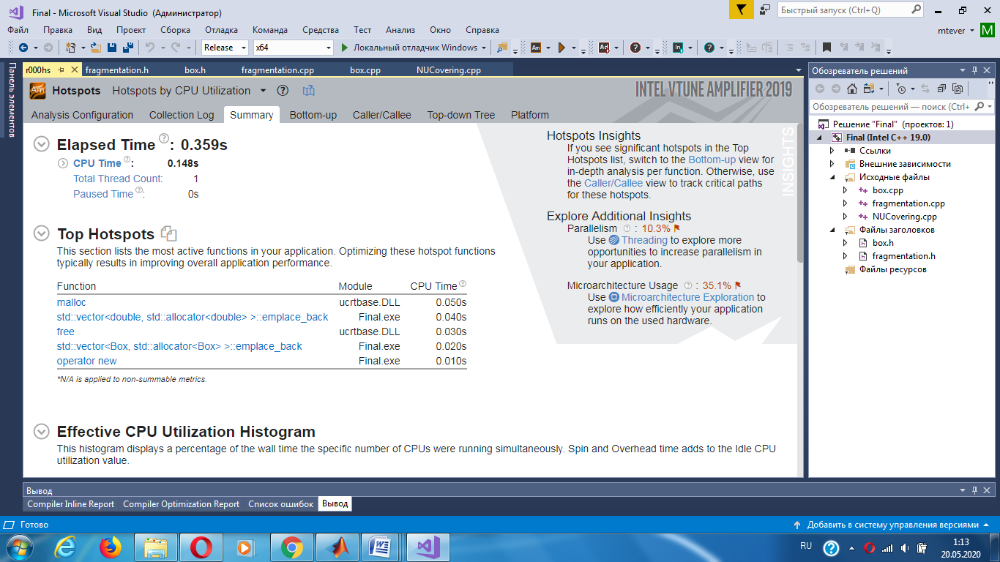 Final - Microsoft Visual Studio (Администратор)
Быстрый запуск (Ctrl+Q)
Файл Правка Вид Проект Сборка Отладка Команда Средства Тест Анализ Окно Справка
mtever M
Release x64 Локальный отладчик Windows
Панель элементов
r000hs fragmentation.h box.h fragmentation.cpp box.cpp NUCovering.cpp
Am Hotspots Hotspots by CPU Utilization
INTEL VTUNE AMPLIFIER 2019
Analysis Configuration Collection Log Summary Bottom-up Caller/Callee Top-down Tree Platform
Elapsed Time ?: 0.359s
CPU Time ?: 0.148s
Total Thread Count: 1
Paused Time ?: 0s
Top Hotspots
This section lists the most active functions in your application. Optimizing these hotspot functions
typically results in improving overall application performance.
Function Module CPU Time ?
malloc ucrtbase.DLL 0.050s
std::vector<double, std::allocator<double> >::emplace_back Final.exe 0.040s
free ucrtbase.DLL 0.030s
std::vector<Box, std::allocator<Box> >::emplace_back Final.exe 0.020s
operator new Final.exe 0.010s
*N/A is applied to non-summable metrics.
Effective CPU Utilization Histogram
This histogram displays a percentage of the wall time the specific number of CPUs were running simultaneously. Spin and Overhead time adds to the Idle CPU
utilization value.
Hotspots Insights
If you see significant hotspots in the Top
Hotspots list, switch to the Bottom-up view for
in-depth analysis per function. Otherwise, use
the Caller/Callee view to track critical paths
for these hotspots.
Explore Additional Insights
Parallelism ? : 10.3%
Use Threading to explore more
opportunities to increase parallelism in
your application.
Microarchitecture Usage ? : 35.1%
Use Microarchitecture Exploration to
explore how efficiently your application
runs on the used hardware.
INSIGHTS
Обозреватель решений
Обозреватель решений — поиск (Ctrl+
Решение "Final" (проектов: 1)
Final (Intel C++ 19.0)
Ссылки
Внешние зависимости
Исходные файлы
box.cpp
fragmentation.cpp
NUCovering.cpp
Файлы заголовков
box.h
fragmentation.h
Файлы ресурсов
Вывод
Compiler Inline Report Compiler Optimization Report Список ошибок Вывод
Готово
Добавить в систему управления версиями
RU
1:13
20.05.2020